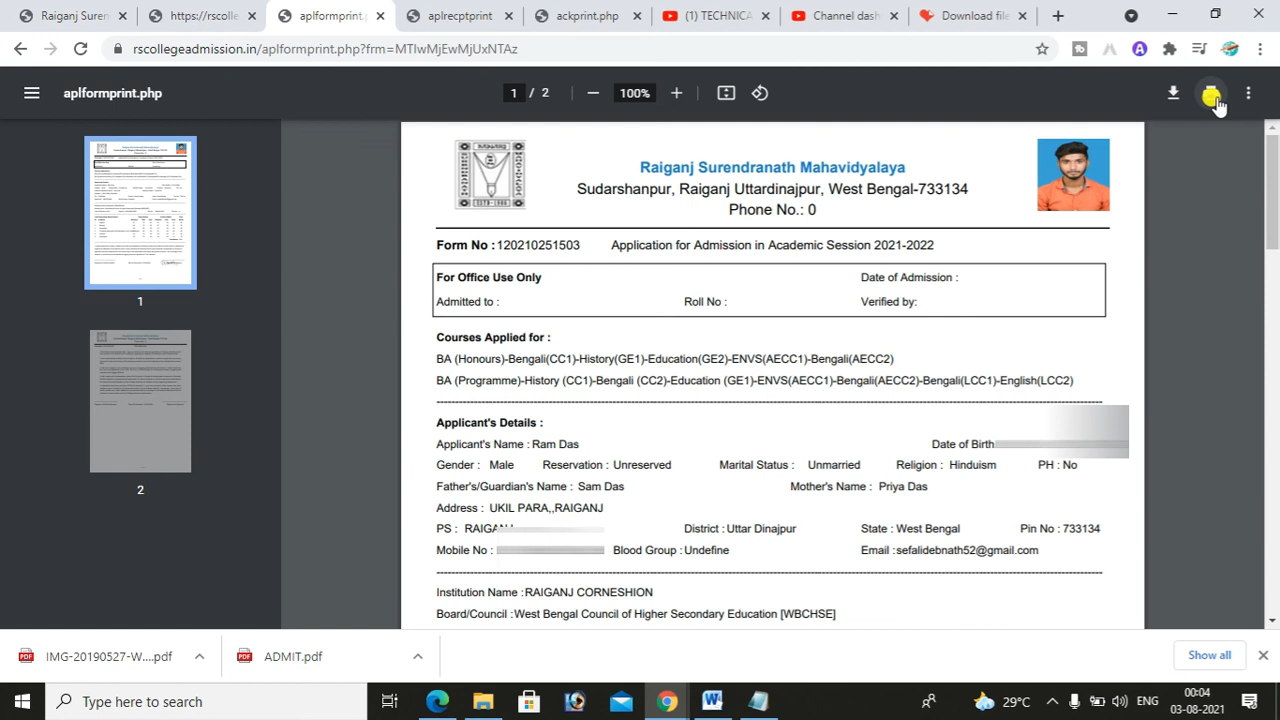 Raiganj Suren
https://rscolle
aplformprint.p
aplrecptprint
ackprint.php
(1) TECHNICA
Channel dash
Download file
rscollegeadmission.in/aplformprint.php?frm=MTIwMjEwMjUxNTAz
aplformprint.php
1 / 2
100%
Raiganj Surendranath Mahavidyalaya
Sudarshanpur, Raiganj Uttardinajpur, West Bengal-733134
Phone No.: 0
Form No : 120210251503 Application for Admission in Academic Session 2021-2022
For Office Use Only Date of Admission :
Admitted to : Roll No : Verified by:
Courses Applied for :
BA (Honours)-Bengali(CC1)-History(GE1)-Education(GE2)-ENVS(AECC1)-Bengali(AECC2)
BA (Programme)-History (CC1)-Bengali (CC2)-Education (GE1)-ENVS(AECC1)-Bengali(AECC2)-Bengali(LCC1)-English(LCC2)
Applicant's Details :
Applicant's Name : Ram Das Date of Birth
Gender : Male Reservation : Unreserved Marital Status : Unmarried Religion : Hinduism PH : No
Father's/Guardian's Name : Sam Das Mother's Name : Priya Das
Address : UKIL PARA,,RAIGANJ
PS : RAIGANJ District : Uttar Dinajpur State : West Bengal Pin No : 733134
Mobile No : Blood Group : Undefine Email : sefalidebnath52@gmail.com
Institution Name : RAIGANJ CORNESHION
Board/Council : West Bengal Council of Higher Secondary Education [WBCHSE]
1
2
IMG-20190527-W....pdf
ADMIT.pdf
Show all
Type here to search
29°C
ENG
00:04
03-08-2021